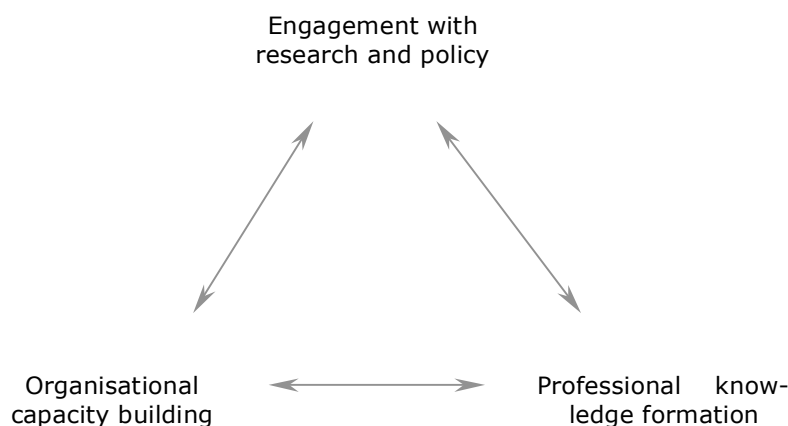 Engagement with
research and policy
Organisational
capacity building
Professional know-
ledge formation